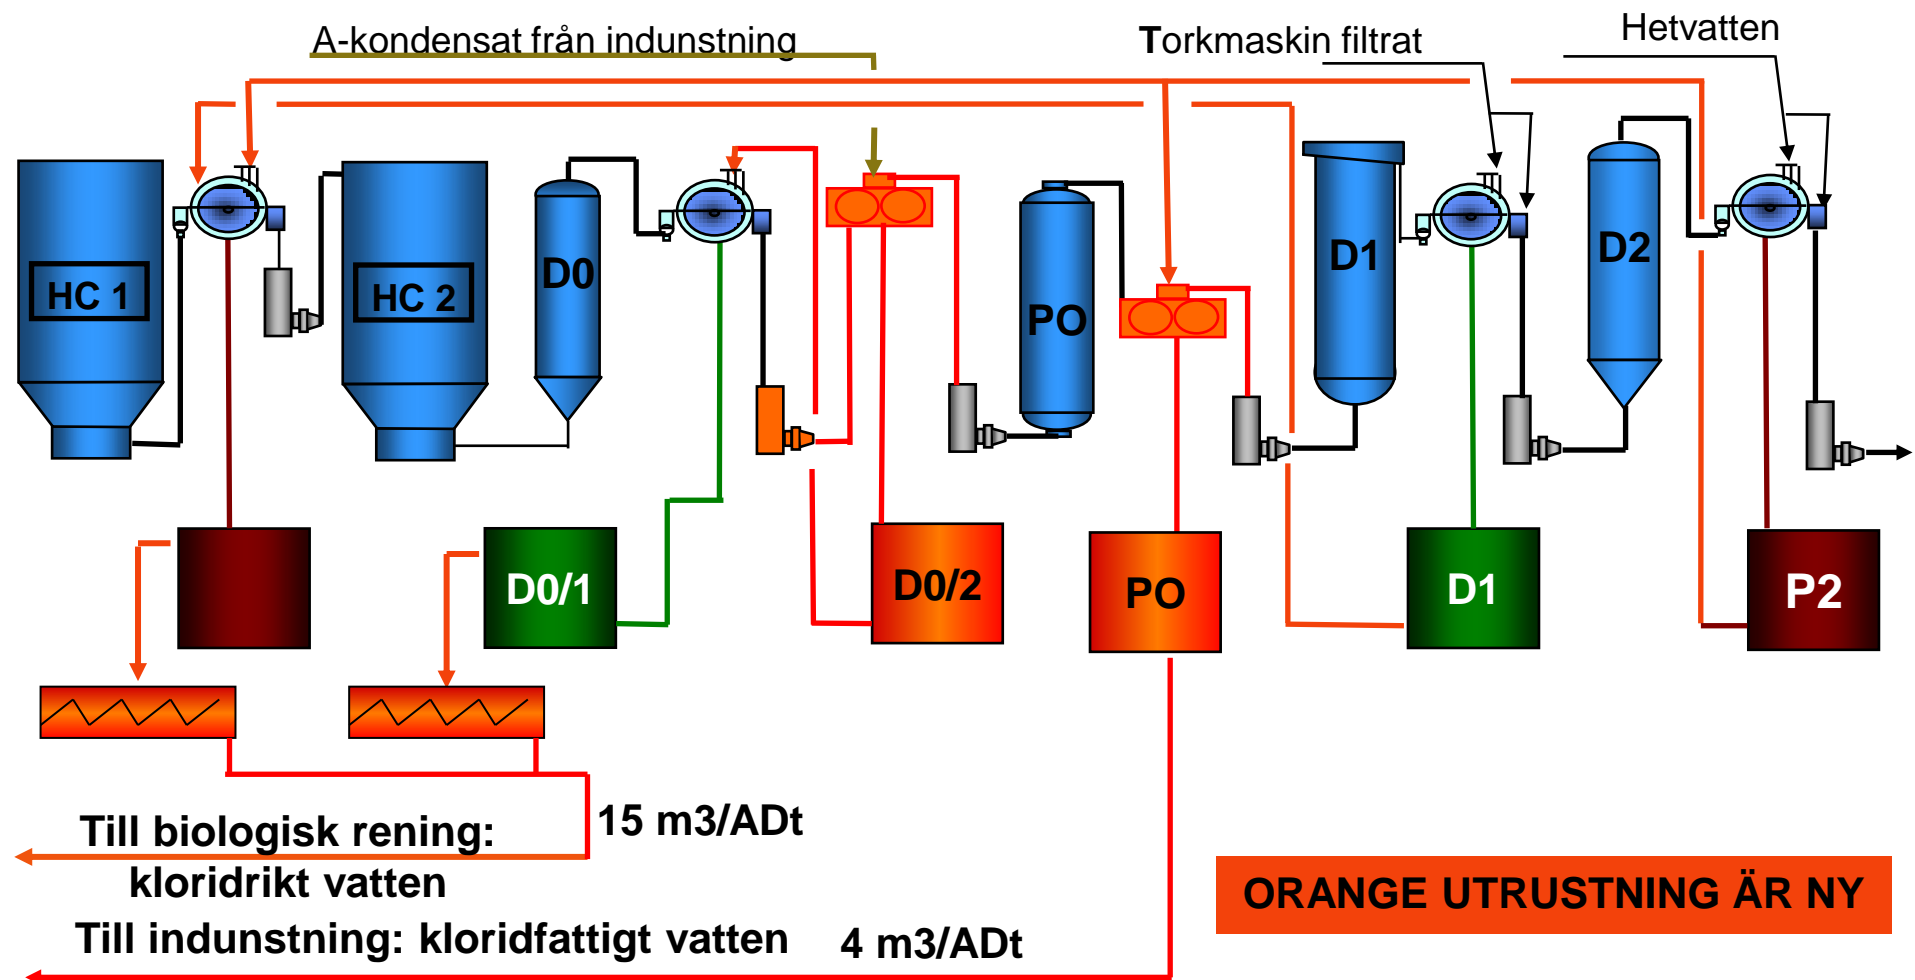 A-kondensat från indunstning
Torkmaskin filtrat
Hetvatten
HC 1
HC 2
D0
PO
D1
D2
D0/1
D0/2
PO
D1
P2
15 m3/ADt
Till biologisk rening:
kloridrikt vatten
ORANGE UTRUSTNING ÄR NY
Till indunstning: kloridfattigt vatten
4 m3/ADt